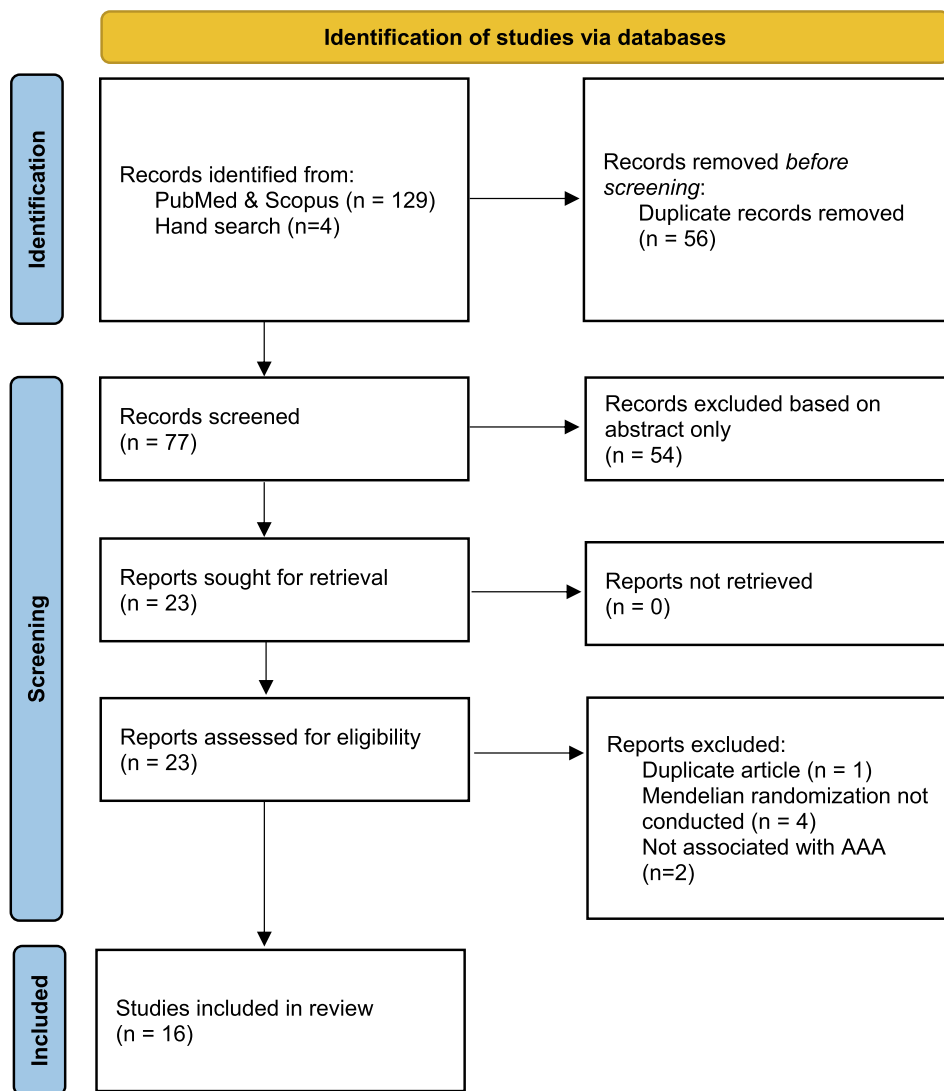 Identification of studies via databases
Identification
Records identified from:
PubMed & Scopus (n = 129)
Hand search (n=4)
Records removed before
screening:
Duplicate records removed
(n = 56)
Screening
Records screened
(n = 77)
Records excluded based on
abstract only
(n = 54)
Reports sought for retrieval
(n = 23)
Reports not retrieved
(n = 0)
Reports assessed for eligibility
(n = 23)
Reports excluded:
Duplicate article (n = 1)
Mendelian randomization not
conducted (n = 4)
Not associated with AAA
(n=2)
Included
Studies included in review
(n = 16)